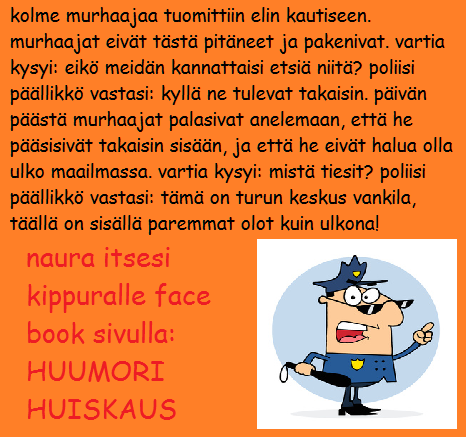 kolme murhaajaa tuomittiin elin kautiseen.
murhaajat eivät tästä pitäneet ja pakenivat. vartia
kysyi: eikö meidän kannattaisi etsiä niitä? poliisi
päällikkö vastasi: kyllä ne tulevat takaisin. päivän
päästä murhaajat palasivat anelemaan, että he
pääsisivät takaisin sisään, ja että he eivät halua olla
ulko maailmassa. vartia kysyi: mistä tiesit? poliisi
päällikkö vastasi: tämä on turun keskus vankila,
täällä on sisällä paremmat olot kuin ulkona!
naura itsesi
kippuralle face
book sivulla:
HUUMORI
HUISKAUS